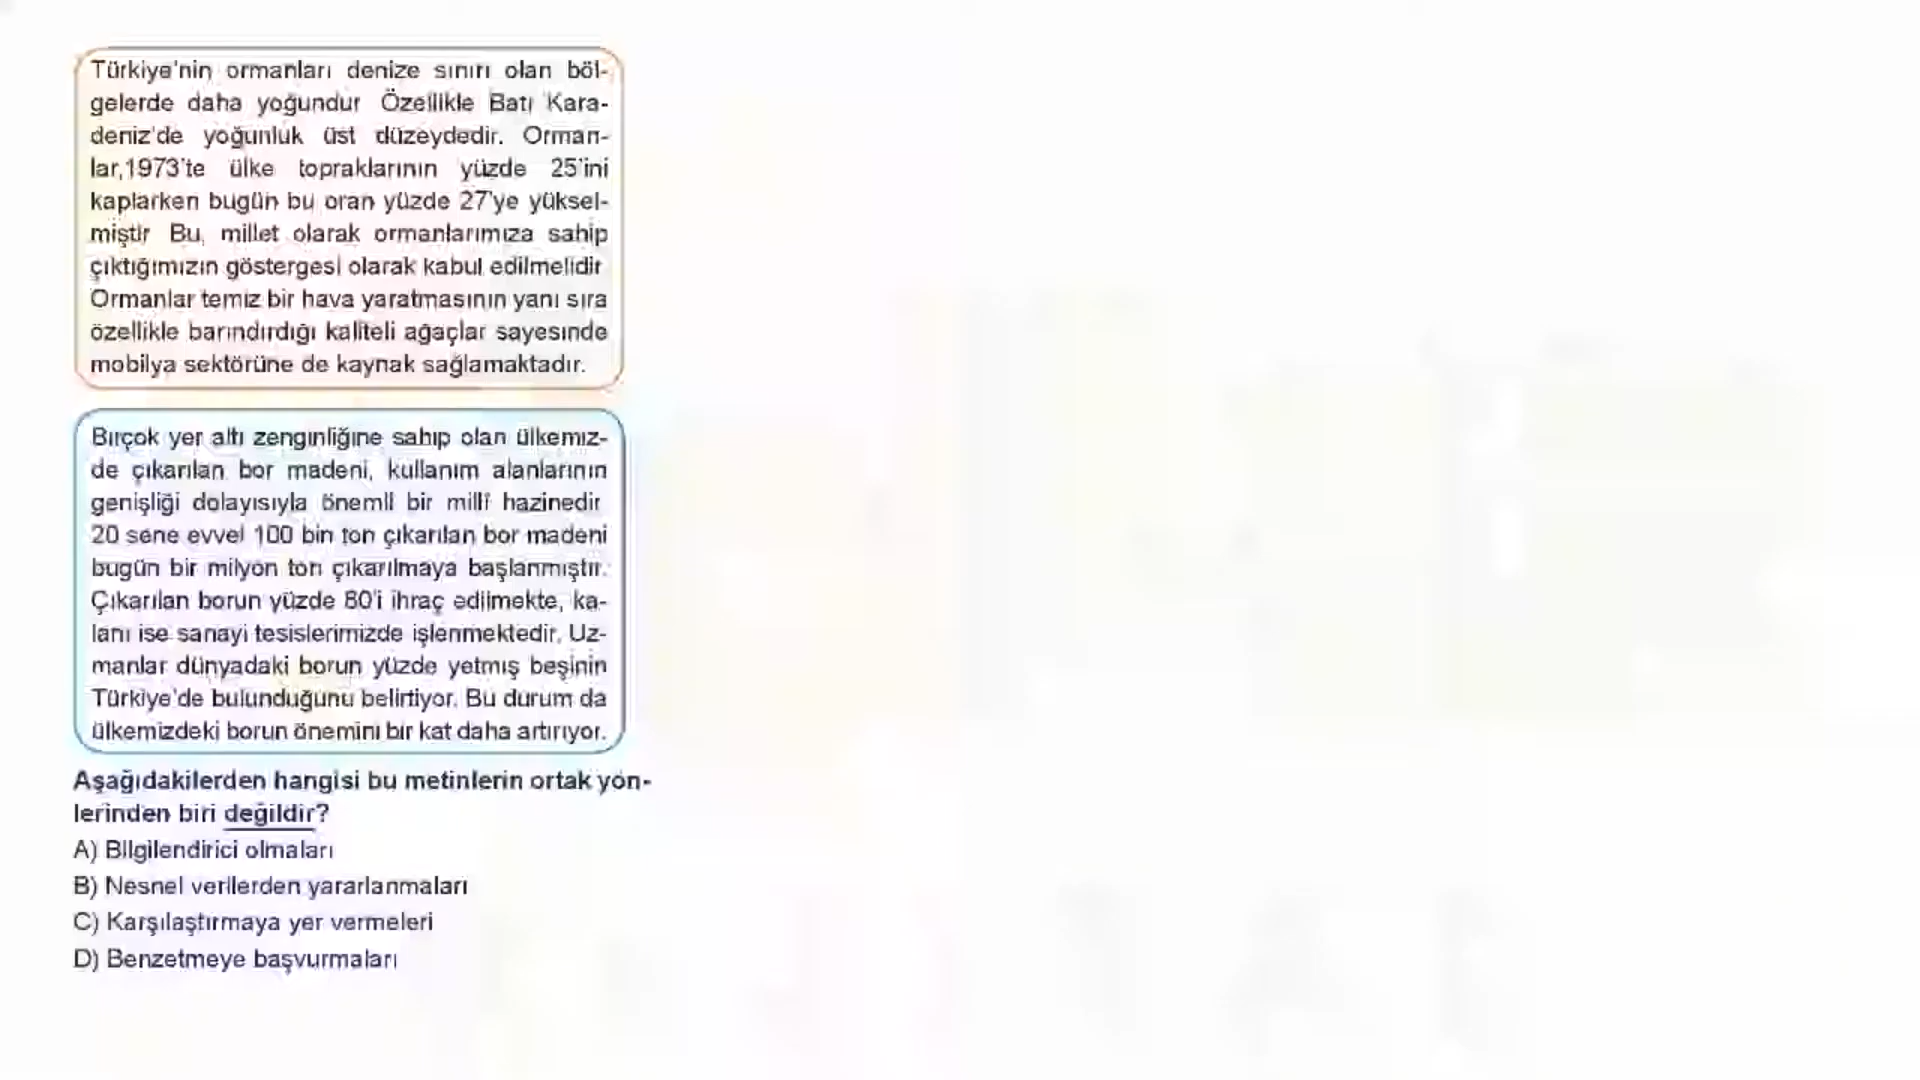 Türkiye'nin ormanları denize sınırı olan böl-
gelerde daha yoğundur. Özellikle Batı Kara-
deniz'de yoğunluk üst düzeydedir. Orman-
lar,1973'te ülke topraklarının yüzde 25'ini
kaplarken bugün bu oran yüzde 27'ye yüksel-
miştir. Bu, millet olarak ormanlarımıza sahip
çıktığımızın göstergesi olarak kabul edilmelidir.
Ormanlar temiz bir hava yaratmasının yanı sıra
özellikle barındırdığı kaliteli ağaçlar sayesinde
mobilya sektörüne de kaynak sağlamaktadır.
Birçok yer altı zenginliğine sahip olan ülkemiz-
de çıkarılan bor madeni, kullanım alanlarının
genişliği dolayısıyla önemli bir millî hazinedir.
20 sene evvel 100 bin ton çıkarılan bor madeni
bugün bir milyon ton çıkarılmaya başlanmıştır.
Çıkarılan borun yüzde 80'i ihraç edilmekte, ka-
lanı ise sanayi tesislerimizde işlenmektedir. Uz-
manlar dünyadaki borun yüzde yetmiş beşinin
Türkiye'de bulunduğunu belirtiyor. Bu durum da
ülkemizdeki borun önemini bir kat daha artırıyor.
Aşağıdakilerden hangisi bu metinlerin ortak yön-
lerinden biri değildir?
A) Bilgilendirici olmaları
B) Nesnel verilerden yararlanmaları
C) Karşılaştırmaya yer vermeleri
D) Benzetmeye başvurmaları